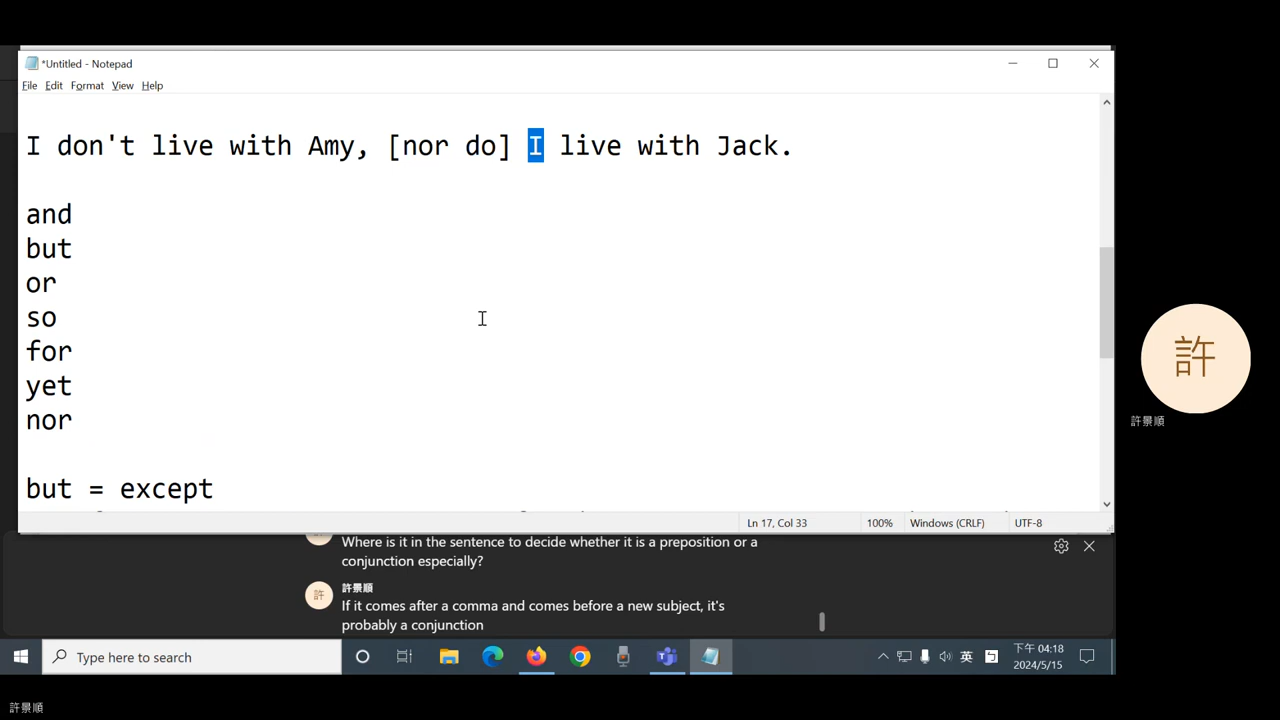 *Untitled - Notepad
File Edit Format View Help
I don't live with Amy, [nor do] I live with Jack.
and
but
or
so
for
yet
nor
but = except
Ln 17, Col 33 100% Windows (CRLF) UTF-8
Where is it in the sentence to decide whether it is a preposition or a
conjunction especially?
許 許景順
If it comes after a comma and comes before a new subject, it's
probably a conjunction
許
許景順
Type here to search
英
下午 04:18
2024/5/15
許景順